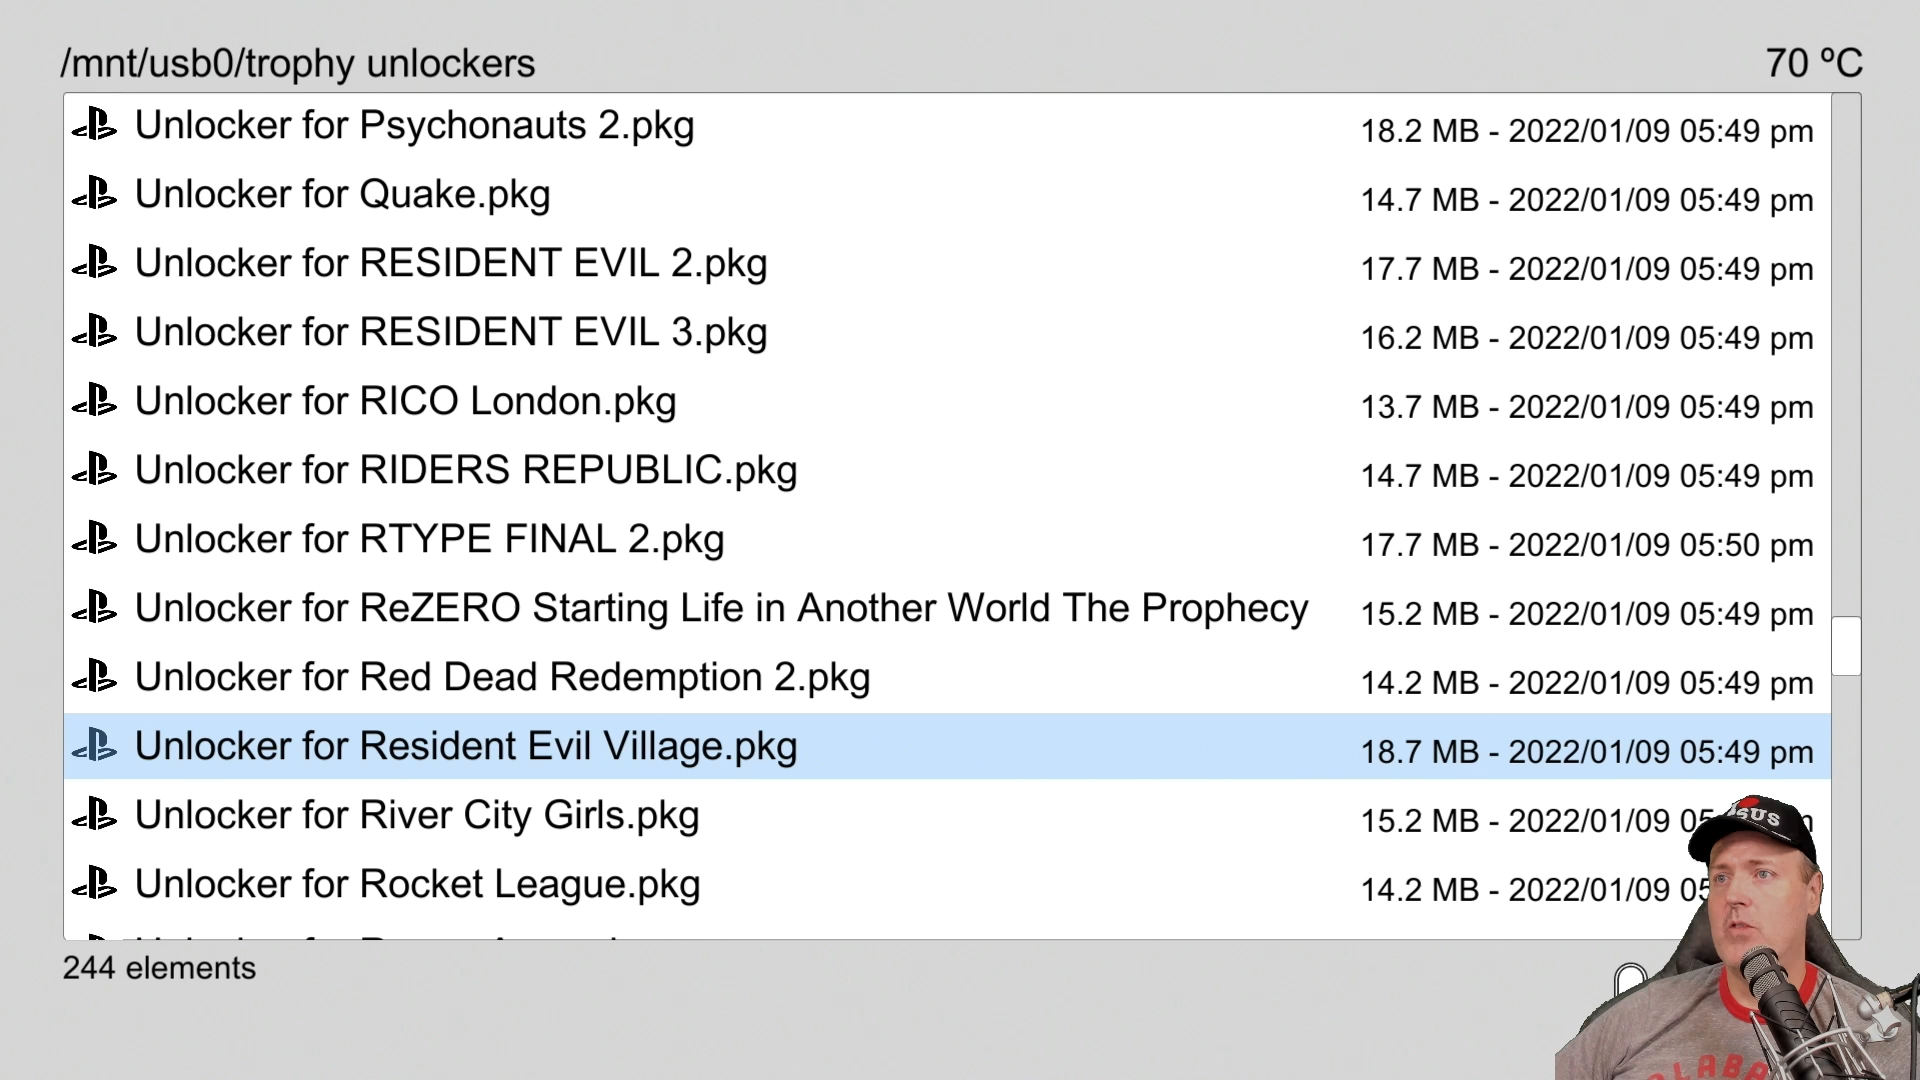 /mnt/usb0/trophy unlockers
70 ºC
Unlocker for Psychonauts 2.pkg 18.2 MB - 2022/01/09 05:49 pm
Unlocker for Quake.pkg 14.7 MB - 2022/01/09 05:49 pm
Unlocker for RESIDENT EVIL 2.pkg 17.7 MB - 2022/01/09 05:49 pm
Unlocker for RESIDENT EVIL 3.pkg 16.2 MB - 2022/01/09 05:49 pm
Unlocker for RICO London.pkg 13.7 MB - 2022/01/09 05:49 pm
Unlocker for RIDERS REPUBLIC.pkg 14.7 MB - 2022/01/09 05:49 pm
Unlocker for RTYPE FINAL 2.pkg 17.7 MB - 2022/01/09 05:50 pm
Unlocker for ReZERO Starting Life in Another World The Prophecy 15.2 MB - 2022/01/09 05:49 pm
Unlocker for Red Dead Redemption 2.pkg 14.2 MB - 2022/01/09 05:49 pm
Unlocker for Resident Evil Village.pkg 18.7 MB - 2022/01/09 05:49 pm
Unlocker for River City Girls.pkg 15.2 MB - 2022/01/09 05
Unlocker for Rocket League.pkg 14.2 MB - 2022/01/09 05
244 elements